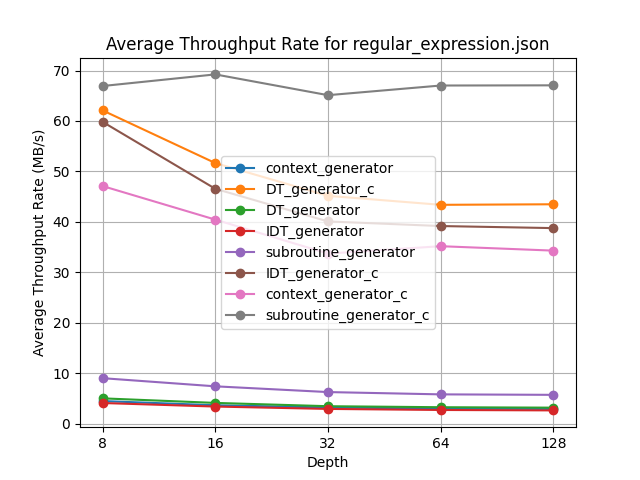 Average Throughput Rate for regular_expression.json
Average Throughput Rate (MB/s)
70
60
50
40
30
20
10
0
context_generator
DT_generator_c
DT_generator
IDT_generator
subroutine_generator
IDT_generator_c
context_generator_c
subroutine_generator_c
8
16
32
64
128
Depth